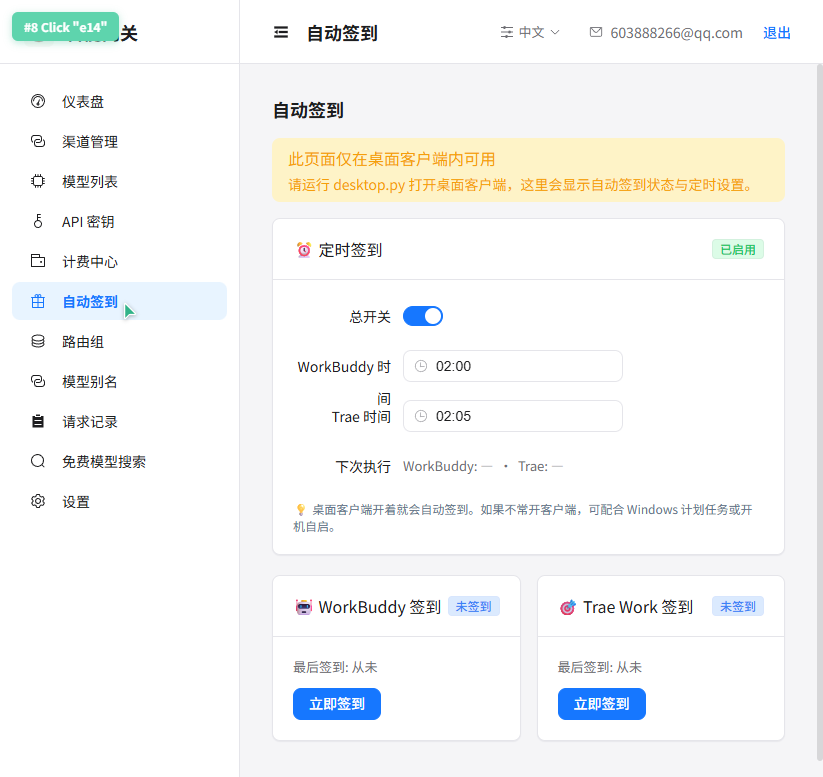 #8 Click "e14"
关
自动签到
中文
603888266@qq.com
退出
仪表盘
渠道管理
模型列表
API 密钥
计费中心
自动签到
路由组
模型别名
请求记录
免费模型搜索
设置
自动签到
此页面仅在桌面客户端内可用
请运行 desktop.py 打开桌面客户端，这里会显示自动签到状态与定时设置。
定时签到
已启用
总开关
WorkBuddy 时间
02:00
Trae 时间
02:05
下次执行
WorkBuddy: — • Trae: —
桌面客户端开着就会自动签到。如果不常开客户端，可配合 Windows 计划任务或开
机自启。
WorkBuddy 签到
未签到
最后签到: 从未
立即签到
Trae Work 签到
未签到
最后签到: 从未
立即签到